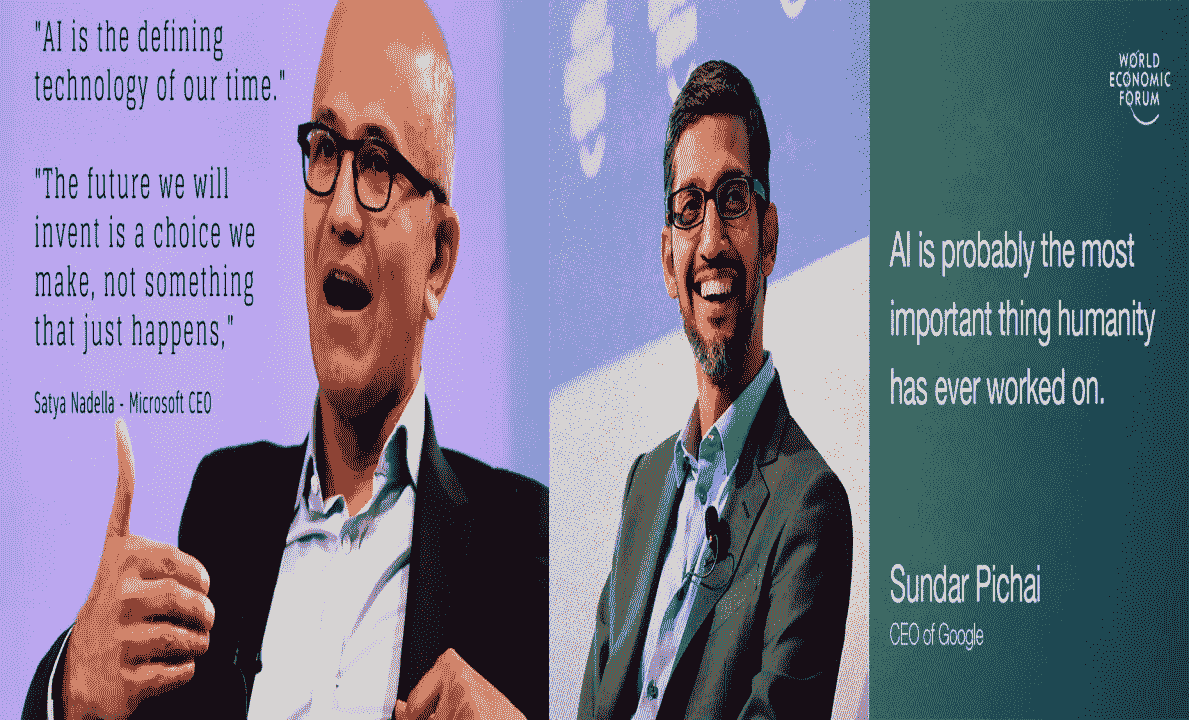 "AI is the defining
technology of our time."
"The future we will
invent is a choice we
make, not something
that just happens,"
Satya Nadella - Microsoft CEO
WORLD
ECONOMIC
FORUM
AI is probably the most
important thing humanity
has ever worked on.
Sundar Pichai
CEO of Google